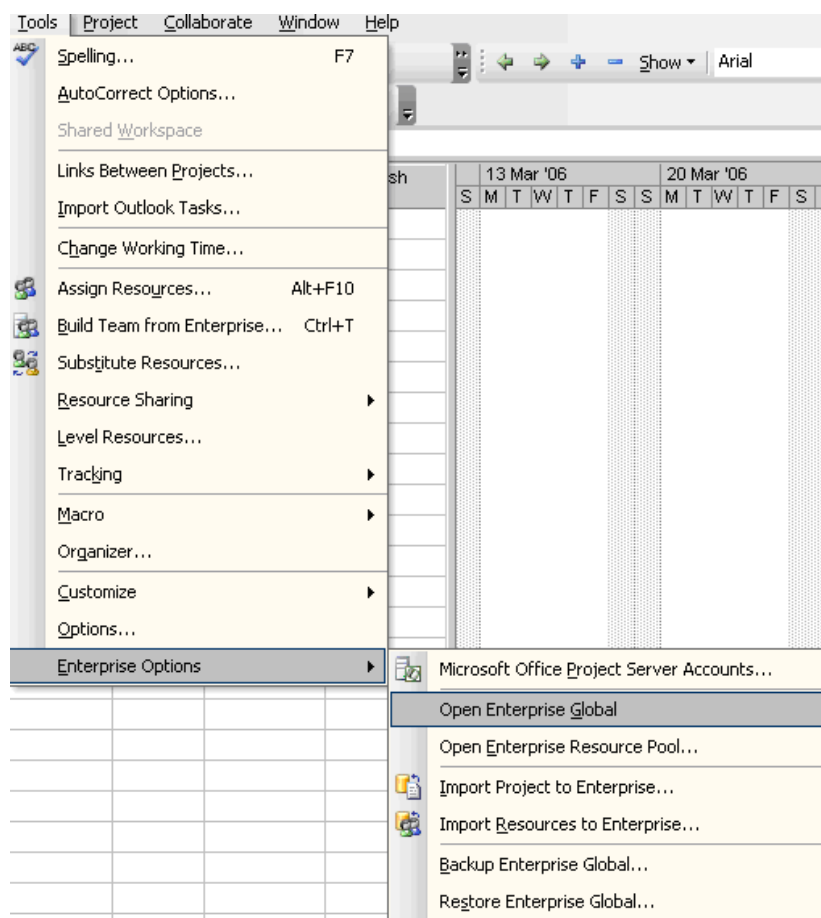 Tools Project Collaborate Window Help
ABC Spelling... F7
Show Arial
AutoCorrect Options...
Shared Workspace
Links Between Projects...
sh 13 Mar '06 20 Mar '06
S M T W T F S S M T W T F S
Import Outlook Tasks...
Change Working Time...
Assign Resources... Alt+F10
Build Team from Enterprise... Ctrl+T
Substitute Resources...
Resource Sharing
Level Resources...
Tracking
Macro
Organizer...
Customize
Options...
Enterprise Options
Microsoft Office Project Server Accounts...
Open Enterprise Global
Open Enterprise Resource Pool...
Import Project to Enterprise...
Import Resources to Enterprise...
Backup Enterprise Global...
Restore Enterprise Global...